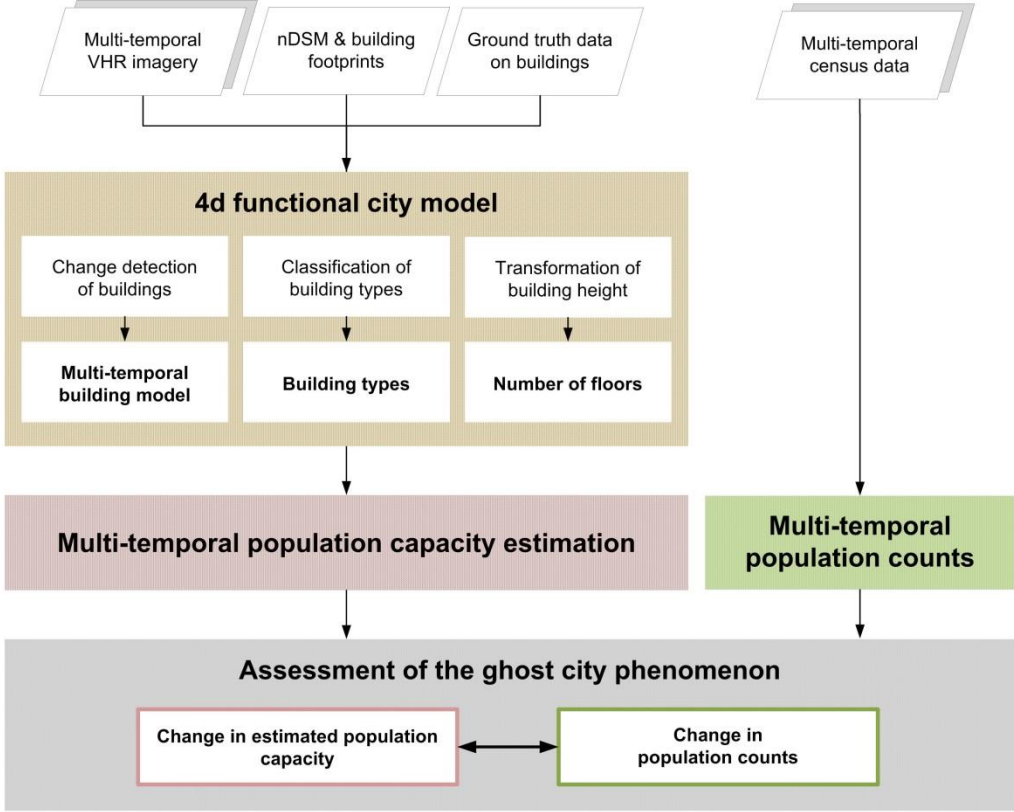 Multi-temporal
VHR imagery
nDSM & building
footprints
Ground truth data
on buildings
Multi-temporal
census data
4d functional city model
Change detection
of buildings
Classification of
building types
Transformation of
building height
Multi-temporal
building model
Building types
Number of floors
Multi-temporal population capacity estimation
Multi-temporal
population counts
Assessment of the ghost city phenomenon
Change in estimated population
capacity
Change in
population counts